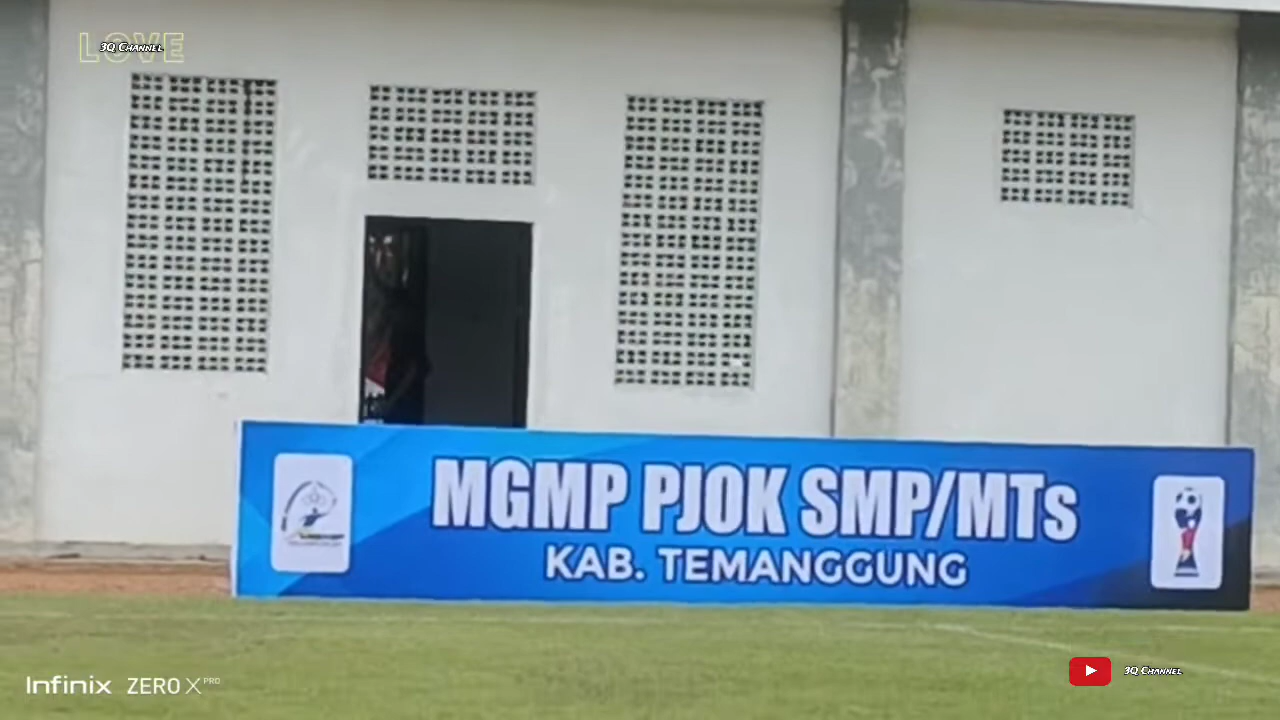 LOVE
3Q CHANNEL
MGMP PJOK SMP/MTs
KAB. TEMANGGUNG
Infinix ZERO X PRO
3Q CHANNEL